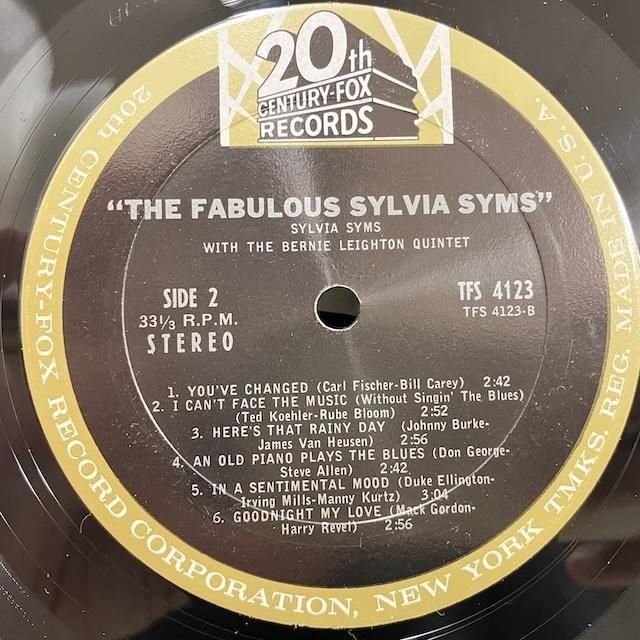 20th
CENTURY-FOX
RECORDS
"THE FABULOUS SYLVIA SYMS"
SYLVIA SYMS
WITH THE BERNIE LEIGHTON QUINTET
SIDE 2
33⅓ R.P.M.
STEREO
TFS 4123
TFS 4123-B
1. YOU'VE CHANGED (Carl Fischer-Bill Carey) 2:42
2. I CAN'T FACE THE MUSIC (Without Singin' The Blues)
(Ted Koehler-Rube Bloom) 2:52
3. HERE'S THAT RAINY DAY (Johnny Burke-
James Van Heusen) 2:56
4. AN OLD PIANO PLAYS THE BLUES (Don George-
Steve Allen) 2:42
5. IN A SENTIMENTAL MOOD (Duke Ellington-
Irving Mills-Manny Kurtz) 3:04
6. GOODNIGHT MY LOVE (Mack Gordon-
Harry Revel) 2:56
20th CENTURY-FOX RECORD CORPORATION, NEW YORK TMKS. REG. MADE IN U.S.A.